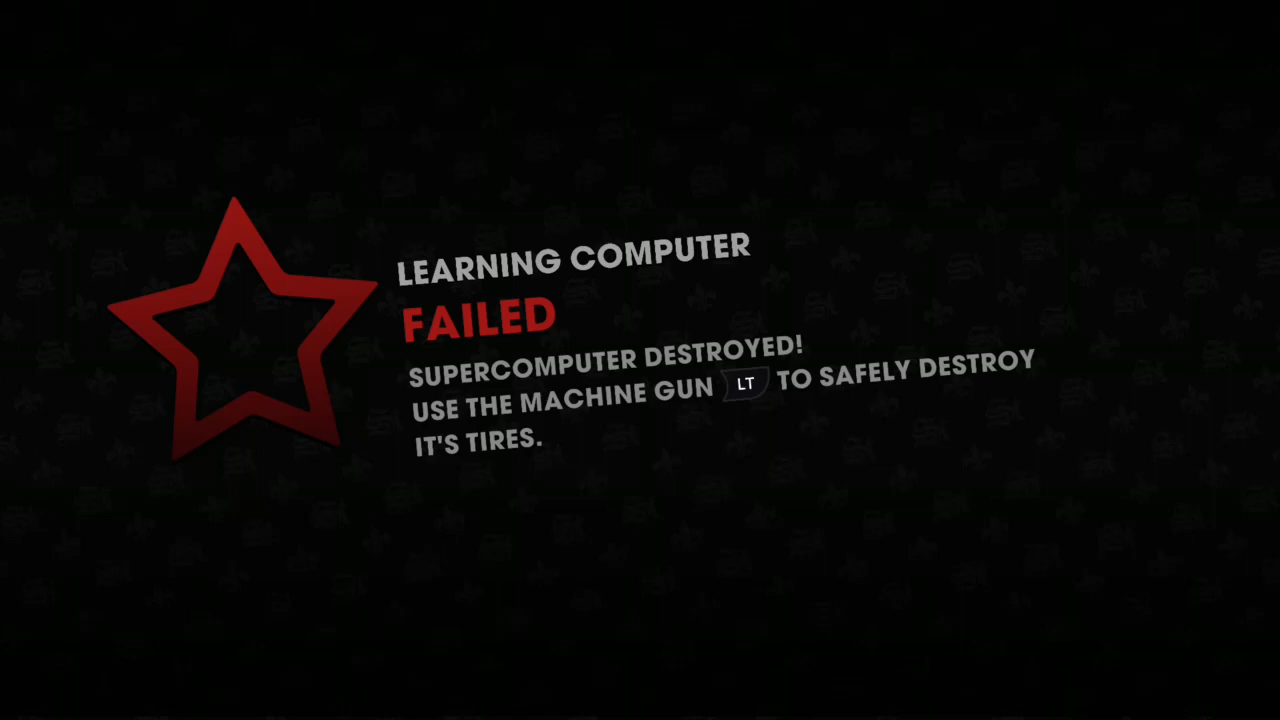 LEARNING COMPUTER
FAILED
SUPERCOMPUTER DESTROYED!
USE THE MACHINE GUN LT TO SAFELY DESTROY
IT'S TIRES.